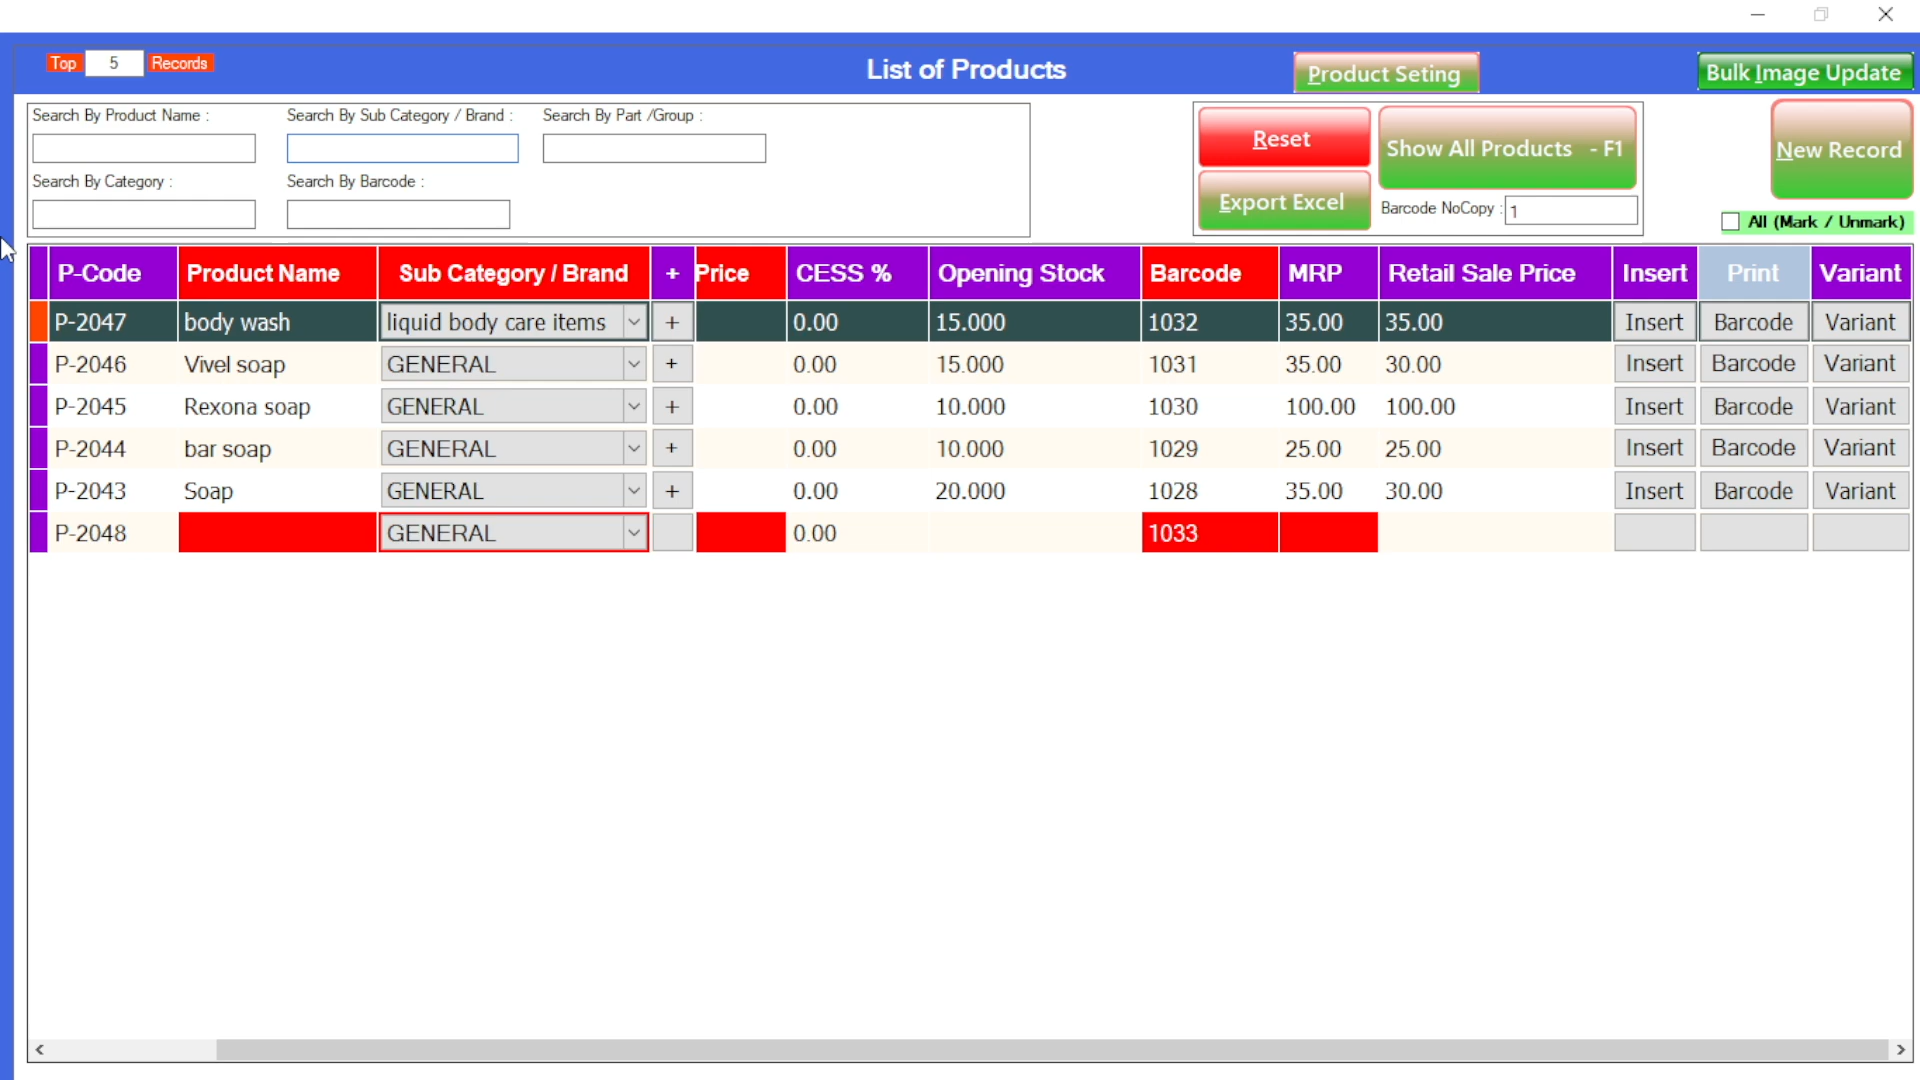 Top 5 Records
List of Products
Product Seting
Bulk Image Update
Search By Product Name :
Search By Sub Category / Brand :
Search By Part /Group :
Search By Category :
Search By Barcode :
Reset
Show All Products - F1
Export Excel
Barcode NoCopy : 1
New Record
All (Mark / Unmark)
P-Code Product Name Sub Category / Brand + Price CESS % Opening Stock Barcode MRP Retail Sale Price Insert Print Variant
P-2047 body wash liquid body care items + 0.00 15.000 1032 35.00 35.00 Insert Barcode Variant
P-2046 Vivel soap GENERAL + 0.00 15.000 1031 35.00 30.00 Insert Barcode Variant
P-2045 Rexona soap GENERAL + 0.00 10.000 1030 100.00 100.00 Insert Barcode Variant
P-2044 bar soap GENERAL + 0.00 10.000 1029 25.00 25.00 Insert Barcode Variant
P-2043 Soap GENERAL + 0.00 20.000 1028 35.00 30.00 Insert Barcode Variant
P-2048 GENERAL 0.00 1033